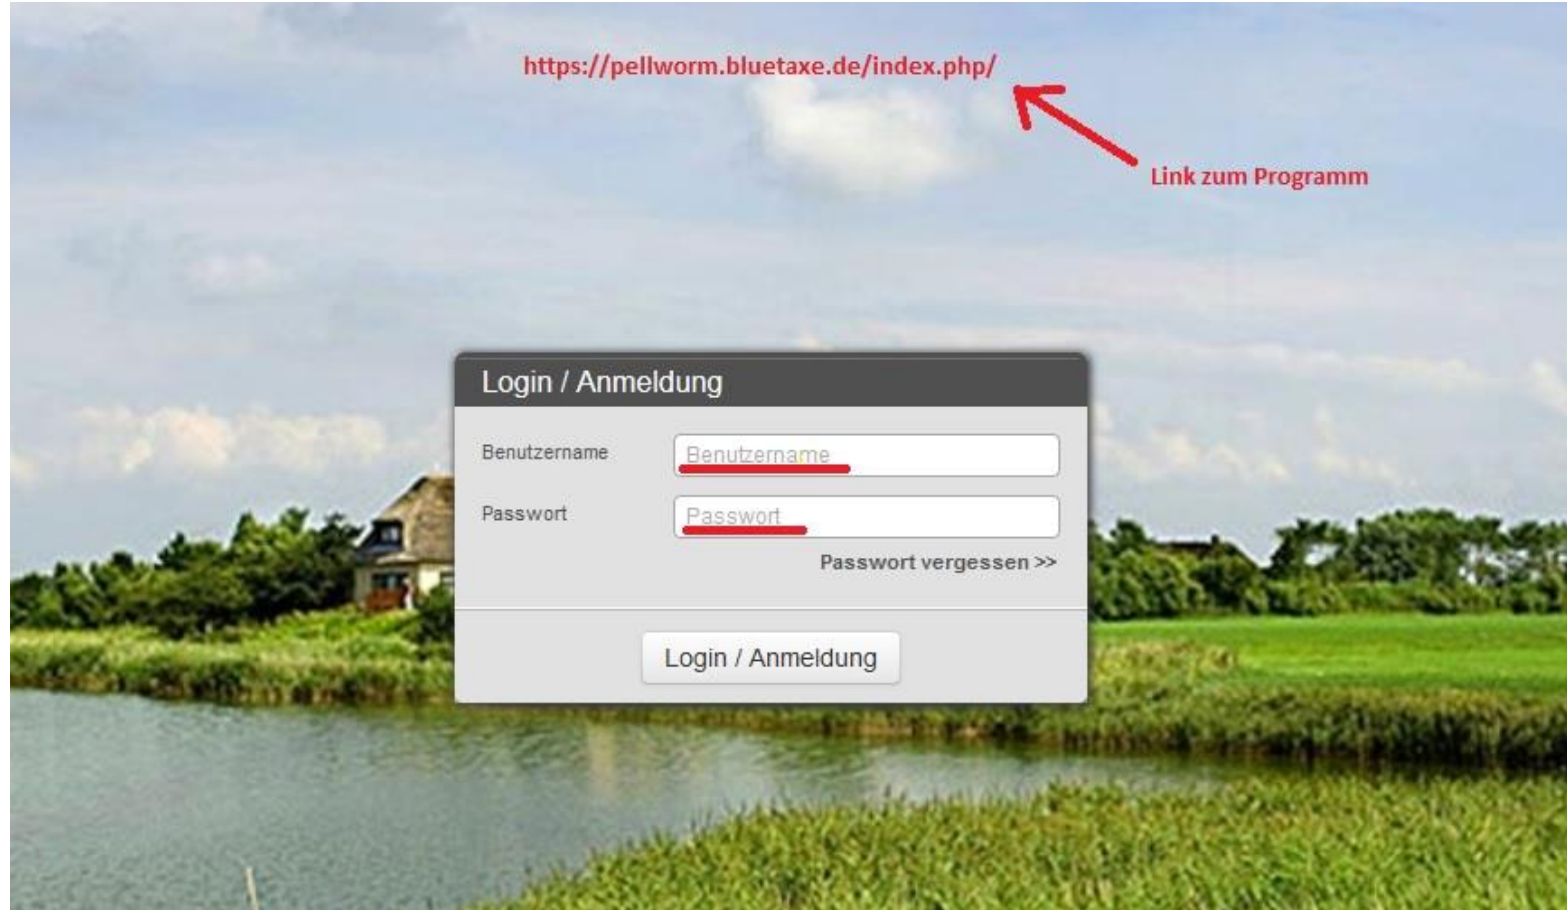 https://pellworm.bluetaxe.de/index.php/
Link zum Programm
Login / Anmeldung
Benutzername
Benutzername
Passwort
Passwort
Passwort vergessen >>
Login / Anmeldung